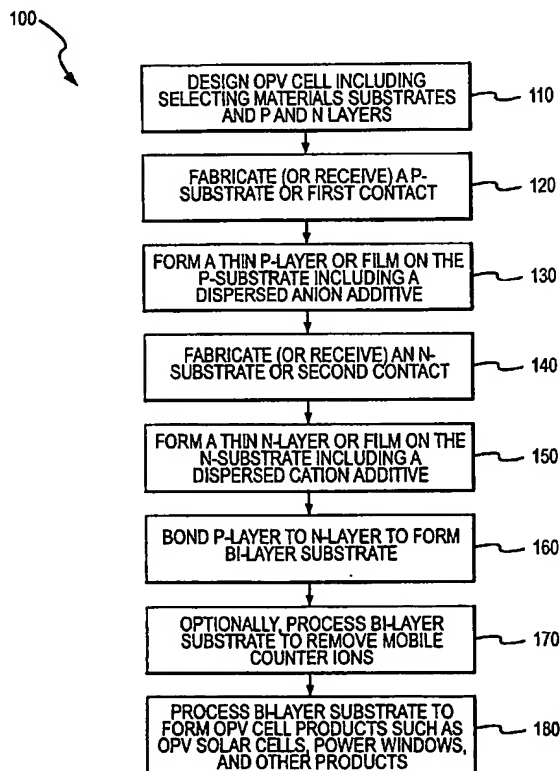 100
DESIGN OPV CELL INCLUDING
SELECTING MATERIALS SUBSTRATES
AND P AND N LAYERS
110
FABRICATE (OR RECEIVE) A P-
SUBSTRATE OR FIRST CONTACT
120
FORM A THIN P-LAYER OR FILM ON THE
P-SUBSTRATE INCLUDING A
DISPERSED ANION ADDITIVE
130
FABRICATE (OR RECEIVE) AN N-
SUBSTRATE OR SECOND CONTACT
140
FORM A THIN N-LAYER OR FILM ON THE
N-SUBSTRATE INCLUDING A
DISPERSED CATION ADDITIVE
150
BOND P-LAYER TO N-LAYER TO FORM
BI-LAYER SUBSTRATE
160
OPTIONALLY, PROCESS BI-LAYER
SUBSTRATE TO REMOVE MOBILE
COUNTER IONS
170
PROCESS BI-LAYER SUBSTRATE TO
FORM OPV CELL PRODUCTS SUCH AS
OPV SOLAR CELLS, POWER WINDOWS,
AND OTHER PRODUCTS
180